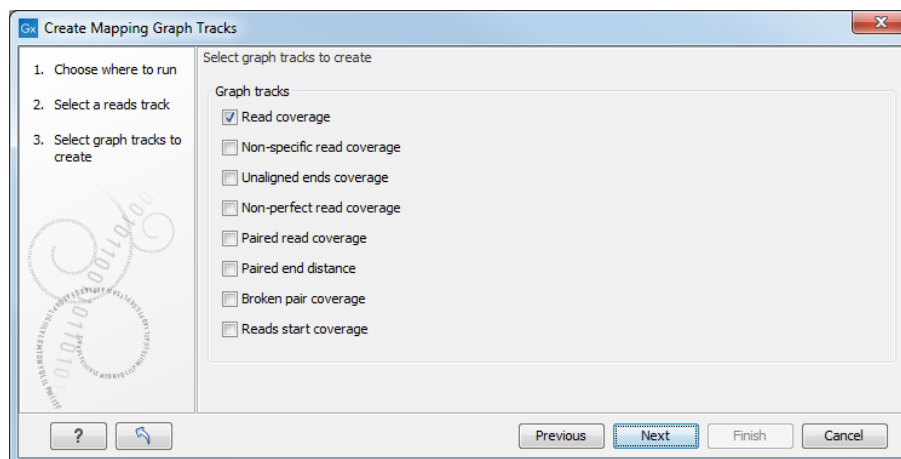 Gx Create Mapping Graph Tracks
1. Choose where to run
2. Select a reads track
3. Select graph tracks to
create
Select graph tracks to create
Graph tracks
Read coverage
Non-specific read coverage
Unaligned ends coverage
Non-perfect read coverage
Paired read coverage
Paired end distance
Broken pair coverage
Reads start coverage
?
Previous
Next
Finish
Cancel